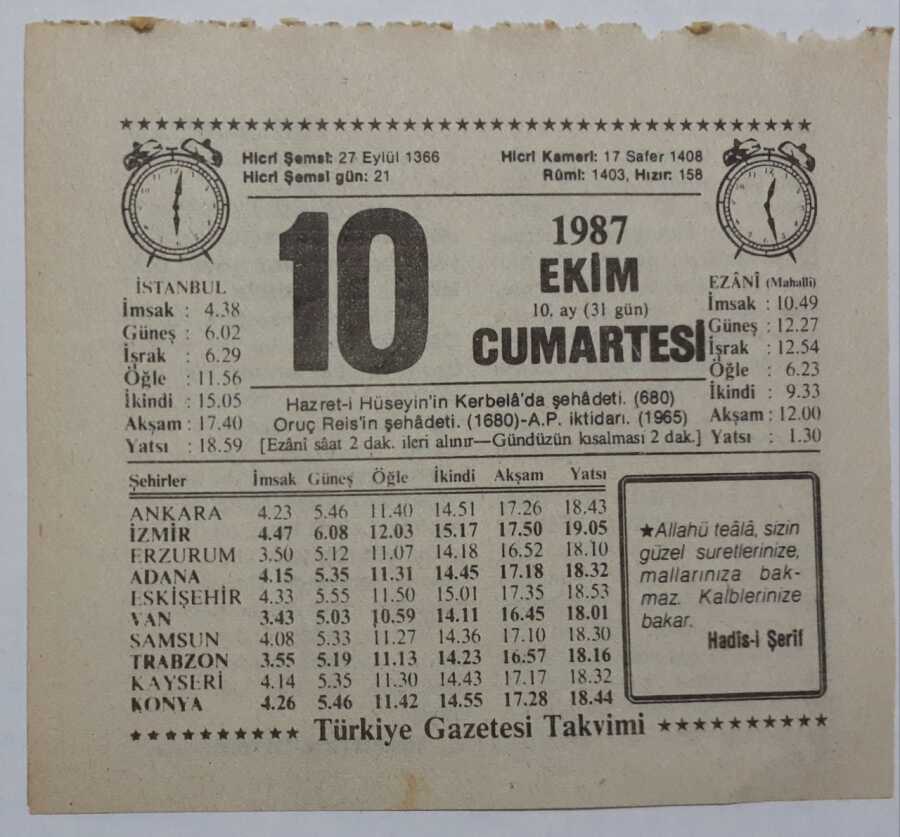 Hicrî Şemsî: 27 Eylül 1366
Hicrî Şemsî gün: 21
Hicrî Kamerî: 17 Safer 1408
Rûmî: 1403, Hızır: 158
10
1987
EKİM
10. ay (31 gün)
CUMARTESİ
İSTANBUL
İmsak : 4.38
Güneş : 6.02
İşrak : 6.29
Öğle : 11.56
İkindi : 15.05
Akşam : 17.40
Yatsı : 18.59
EZÂNÎ (Mahallî)
İmsak : 10.49
Güneş : 12.27
İşrak : 12.54
Öğle : 6.23
İkindi : 9.33
Akşam : 12.00
Yatsı : 1.30
Hazret-i Hüseyin'in Kerbelâ'da şehâdeti. (680)
Oruç Reis'in şehâdeti. (1680)-A.P. iktidarı. (1965)
[Ezânî sâat 2 dak. ileri alınır—Gündüzün kısalması 2 dak.]
Şehirler İmsak Güneş Öğle İkindi Akşam Yatsı
ANKARA 4.23 5.46 11.40 14.51 17.26 18.43
İZMİR 4.47 6.08 12.03 15.17 17.50 19.05
ERZURUM 3.50 5.12 11.07 14.18 16.52 18.10
ADANA 4.15 5.35 11.31 14.45 17.18 18.32
ESKİŞEHİR 4.33 5.55 11.50 15.01 17.35 18.53
VAN 3.43 5.03 10.59 14.11 16.45 18.01
SAMSUN 4.08 5.33 11.27 14.36 17.10 18.30
TRABZON 3.55 5.19 11.13 14.23 16.57 18.16
KAYSERİ 4.14 5.35 11.30 14.43 17.17 18.32
KONYA 4.26 5.46 11.42 14.55 17.28 18.44
★Allahü teâlâ, sizin
güzel suretlerinize,
mallarınıza bak-
maz. Kalblerinize
bakar.
Hadîs-i Şerîf
Türkiye Gazetesi Takvimi